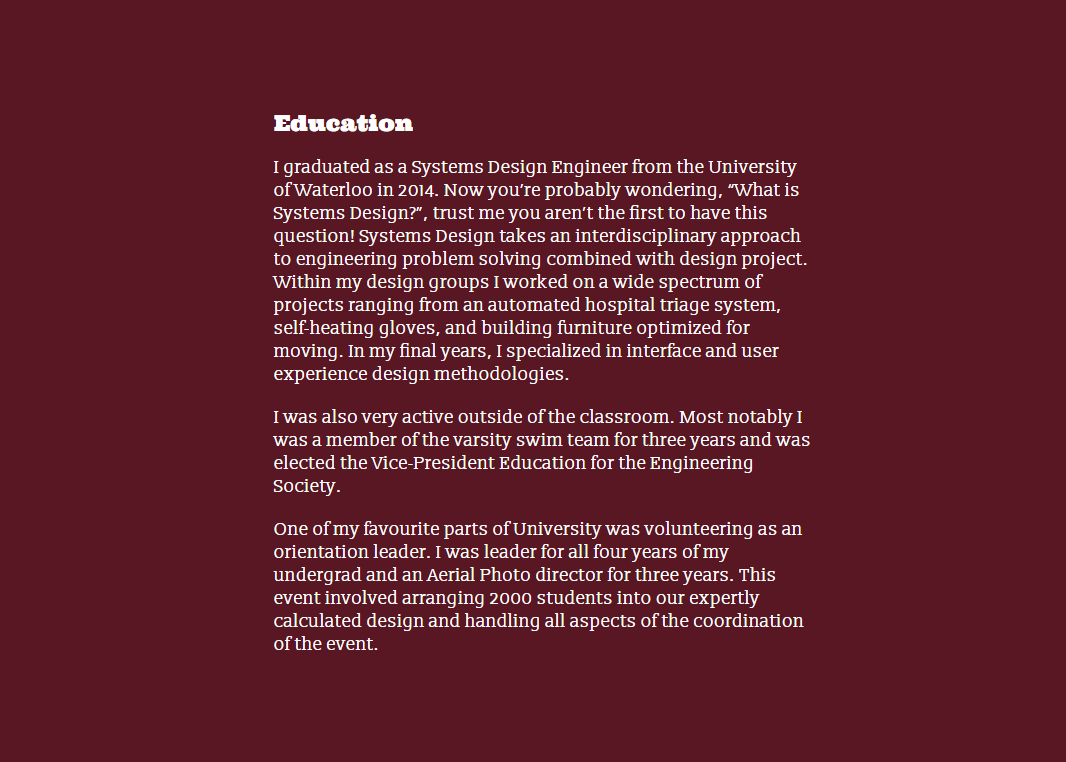 Education
I graduated as a Systems Design Engineer from the University
of Waterloo in 2014. Now you’re probably wondering, “What is
Systems Design?”, trust me you aren’t the first to have this
question! Systems Design takes an interdisciplinary approach
to engineering problem solving combined with design project.
Within my design groups I worked on a wide spectrum of
projects ranging from an automated hospital triage system,
self-heating gloves, and building furniture optimized for
moving. In my final years, I specialized in interface and user
experience design methodologies.
I was also very active outside of the classroom. Most notably I
was a member of the varsity swim team for three years and was
elected the Vice-President Education for the Engineering
Society.
One of my favourite parts of University was volunteering as an
orientation leader. I was leader for all four years of my
undergrad and an Aerial Photo director for three years. This
event involved arranging 2000 students into our expertly
calculated design and handling all aspects of the coordination
of the event.